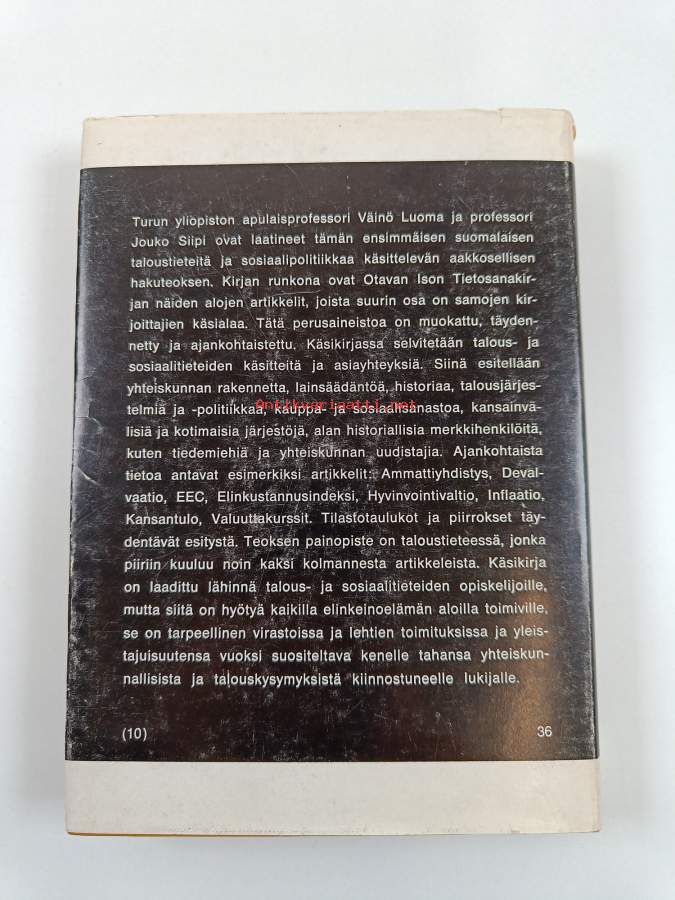 Turun yliopiston apulaisprofessori Väinö Luoma ja professori
Jouko Siipi ovat laatineet tämän ensimmäisen suomalaisen
taloustieteitä ja sosiaalipolitiikkaa käsittelevän aakkosellisen
hakuteoksen. Kirjan runkona ovat Otavan Ison Tietosanakir-
jan näiden alojen artikkelit, joista suurin osa on samojen kir-
joittajien käsialaa. Tätä perusaineistoa on muokattu, täyden-
netty ja ajankohtaistettu. Käsikirjassa selvitetään talous- ja
sosiaalitieteiden käsitteitä ja asiayhteyksiä. Siinä esitellään
yhteiskunnan rakennetta, lainsäädäntöä, historiaa, talousjärjes-
telmiä ja -politiikkaa, kauppa- ja sosiaalisanastoa, kansainvä-
Antikvariaatti.net
lisiä ja kotimaisia järjestöjä, alan historiallisia merkkihenkilöitä,
kuten tiedemiehiä ja yhteiskunnan uudistajia. Ajankohtaista
tietoa antavat esimerkiksi artikkelit: Ammattiyhdistys, Deval-
vaatio, EEC, Elinkustannusindeksi, Hyvinvointivaltio, Inflaatio,
Kansantulo, Valuuttakurssit. Tilastotaulukot ja piirrokset täy-
dentävät esitystä. Teoksen painopiste on taloustieteessä, jonka
piiriin kuuluu noin kaksi kolmannesta artikkeleista. Käsikirja
on laadittu lähinnä talous- ja sosiaalitieteiden opiskelijoille,
mutta siitä on hyötyä kaikilla elinkeinoelämän aloilla toimiville,
se on tarpeellinen virastoissa ja lehtien toimituksissa ja yleis-
tajuisuutensa vuoksi suositeltava kenelle tahansa yhteiskun-
nallisista ja talouskysymyksistä kiinnostuneelle lukijalle.
(10) 36